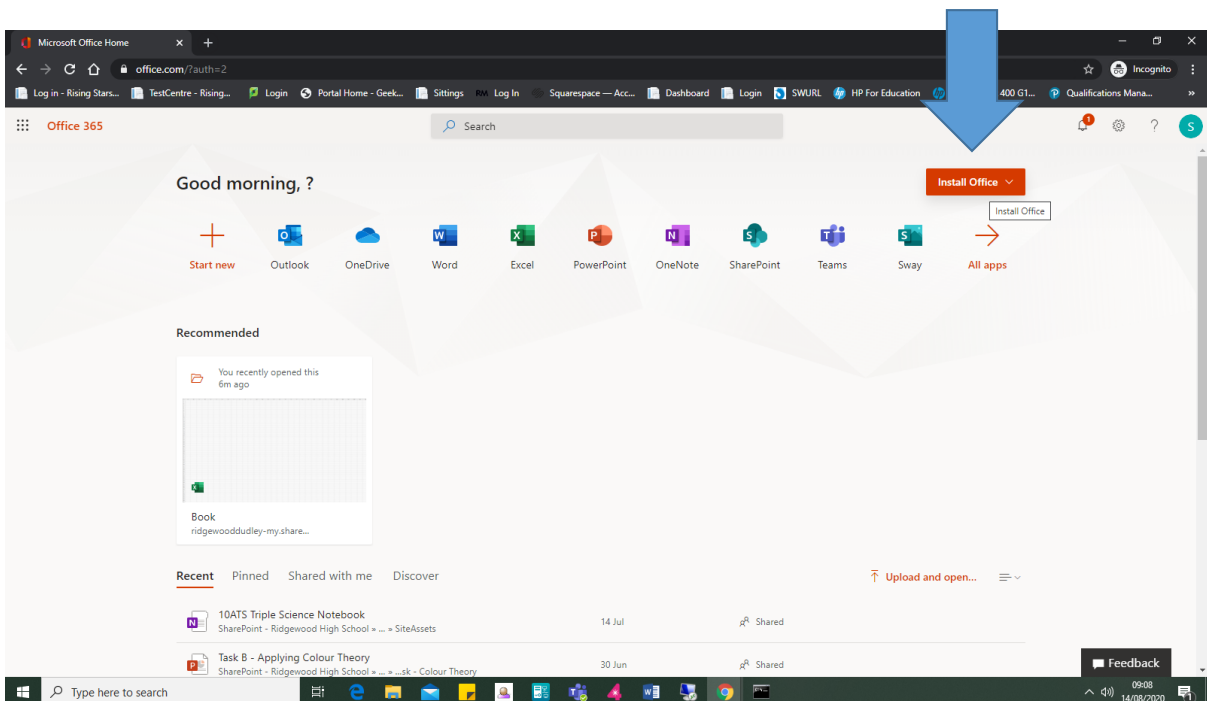 Microsoft Office Home
office.com/?auth=2
Incognito
Log in - Rising Stars...
TestCentre - Rising...
Login
Portal Home - Geek...
Sittings
RM Log In
Squarespace — Acc...
Dashboard
Login
SWURL
HP For Education
400 G1...
Qualifications Mana...
»
Office 365
Search
1
?
S
Good morning, ?
Install Office
Install Office
Start new
Outlook
OneDrive
Word
Excel
PowerPoint
OneNote
SharePoint
Teams
Sway
All apps
Recommended
You recently opened this
6m ago
Book
ridgewooddudley-my.share...
Recent
Pinned
Shared with me
Discover
Upload and open...
10ATS Triple Science Notebook
14 Jul
Shared
SharePoint - Ridgewood High School » ... » SiteAssets
Task B - Applying Colour Theory
30 Jun
Shared
SharePoint - Ridgewood High School » ... » ...sk - Colour Theory
Feedback
Type here to search
09:08
14/08/2020